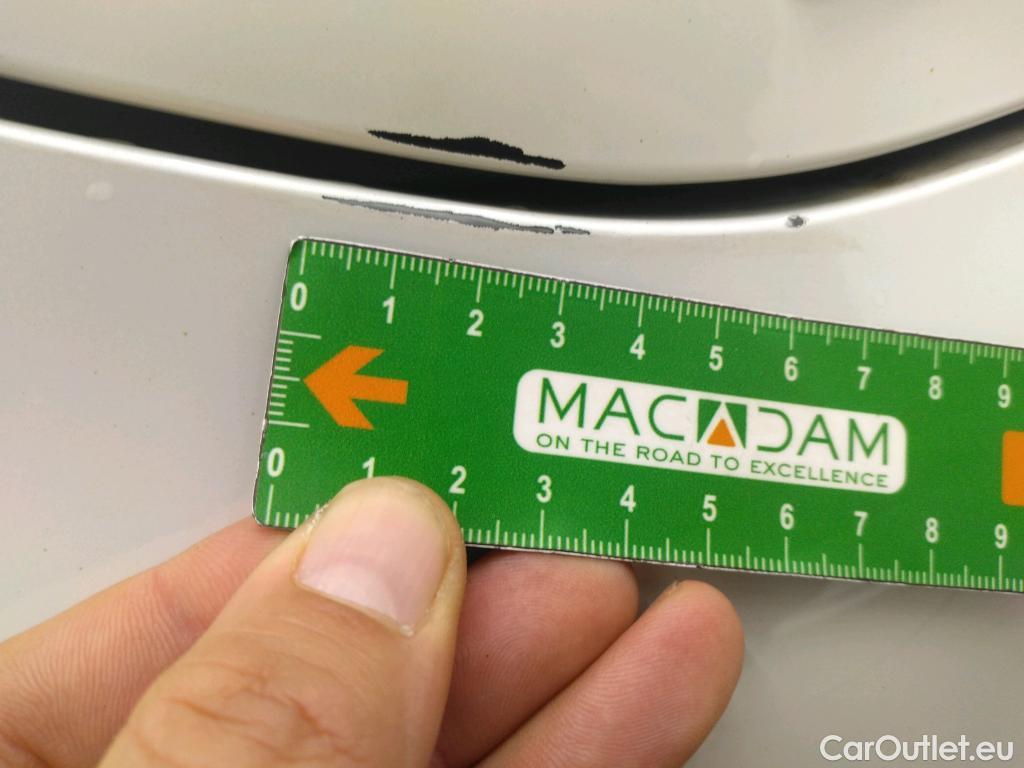 0 1 2 3 4 5 6 7 8 9
MACADAM
ON THE ROAD TO EXCELLENCE
0 1 2 3 4 5 6 7 8 9
CarOutlet.eu